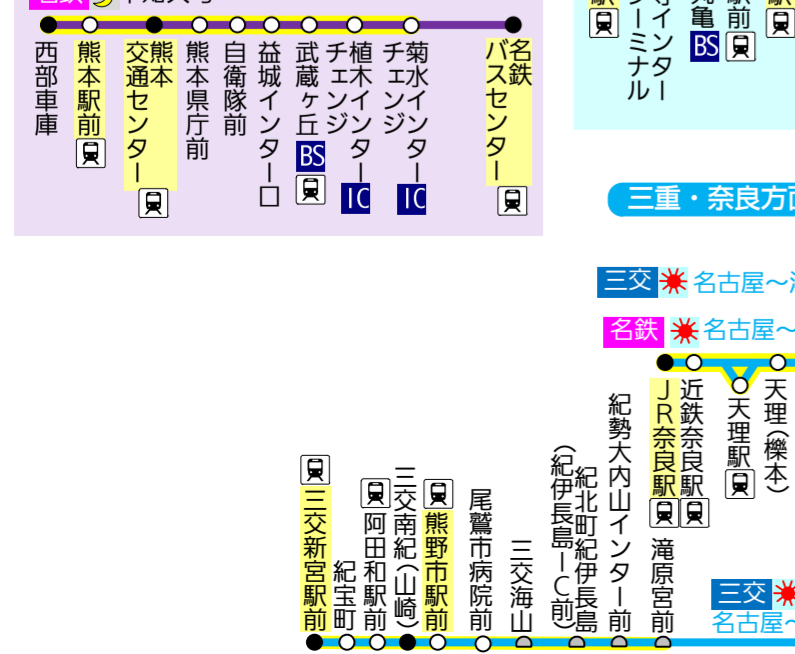 西部車庫
熊本駅前
熊本
交通センター
熊本県庁前
自衛隊前
益城インター口
武蔵ヶ丘BS
植木インター
チェンジIC
菊水インター
チェンジIC
名鉄
バスセンター
ターミナル
BS
駅前
三重・奈良方面
三交 名古屋～
名鉄 名古屋～
JR奈良駅
近鉄奈良駅
天理駅
天理(櫟本)
三交新宮駅前
紀宝町
阿田和駅前
三交南紀(山崎)
熊野市駅前
尾鷲市病院前
三交海山
紀北町紀伊長島
(紀伊長島IC前)
紀勢大内山インター前
滝原宮前
三交
名古屋～